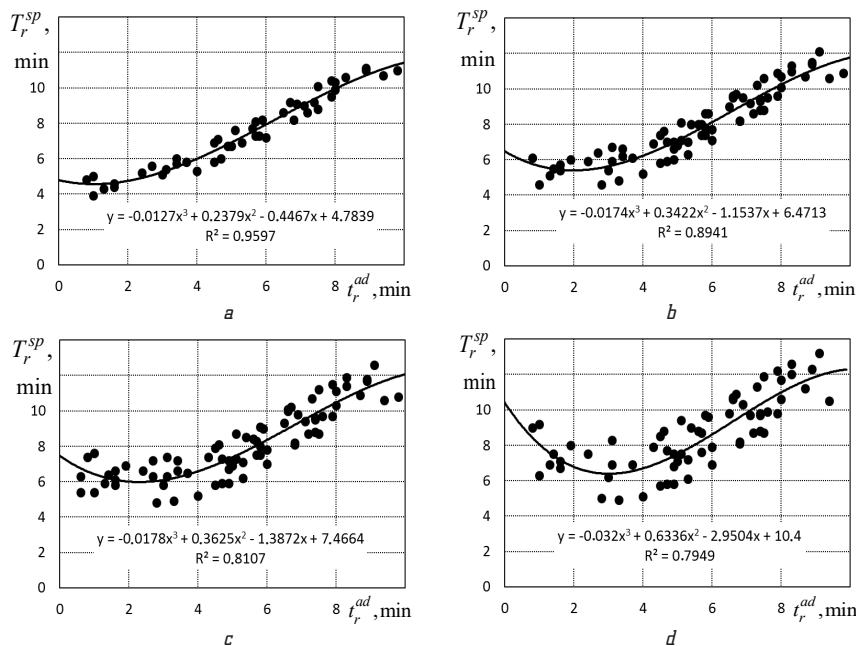 T_r^{sp},
min
10
8
6
4
2
0
y = -0.0127x³ + 0.2379x² - 0.4467x + 4.7839
R² = 0.9597
0 2 4 6 8 t_r^{ad}, min
a
T_r^{sp},
min
10
8
6
4
2
0
y = -0.0174x³ + 0.3422x² - 1.1537x + 6.4713
R² = 0.8941
0 2 4 6 8 t_r^{ad}, min
b
T_r^{sp},
min
10
8
6
4
2
0
y = -0.0178x³ + 0.3625x² - 1.3872x + 7.4664
R² = 0.8107
0 2 4 6 8 t_r^{ad}, min
c
T_r^{sp},
min
10
8
6
4
2
0
y = -0.032x³ + 0.6336x² - 2.9504x + 10.4
R² = 0.7949
0 2 4 6 8 t_r^{ad}, min
d